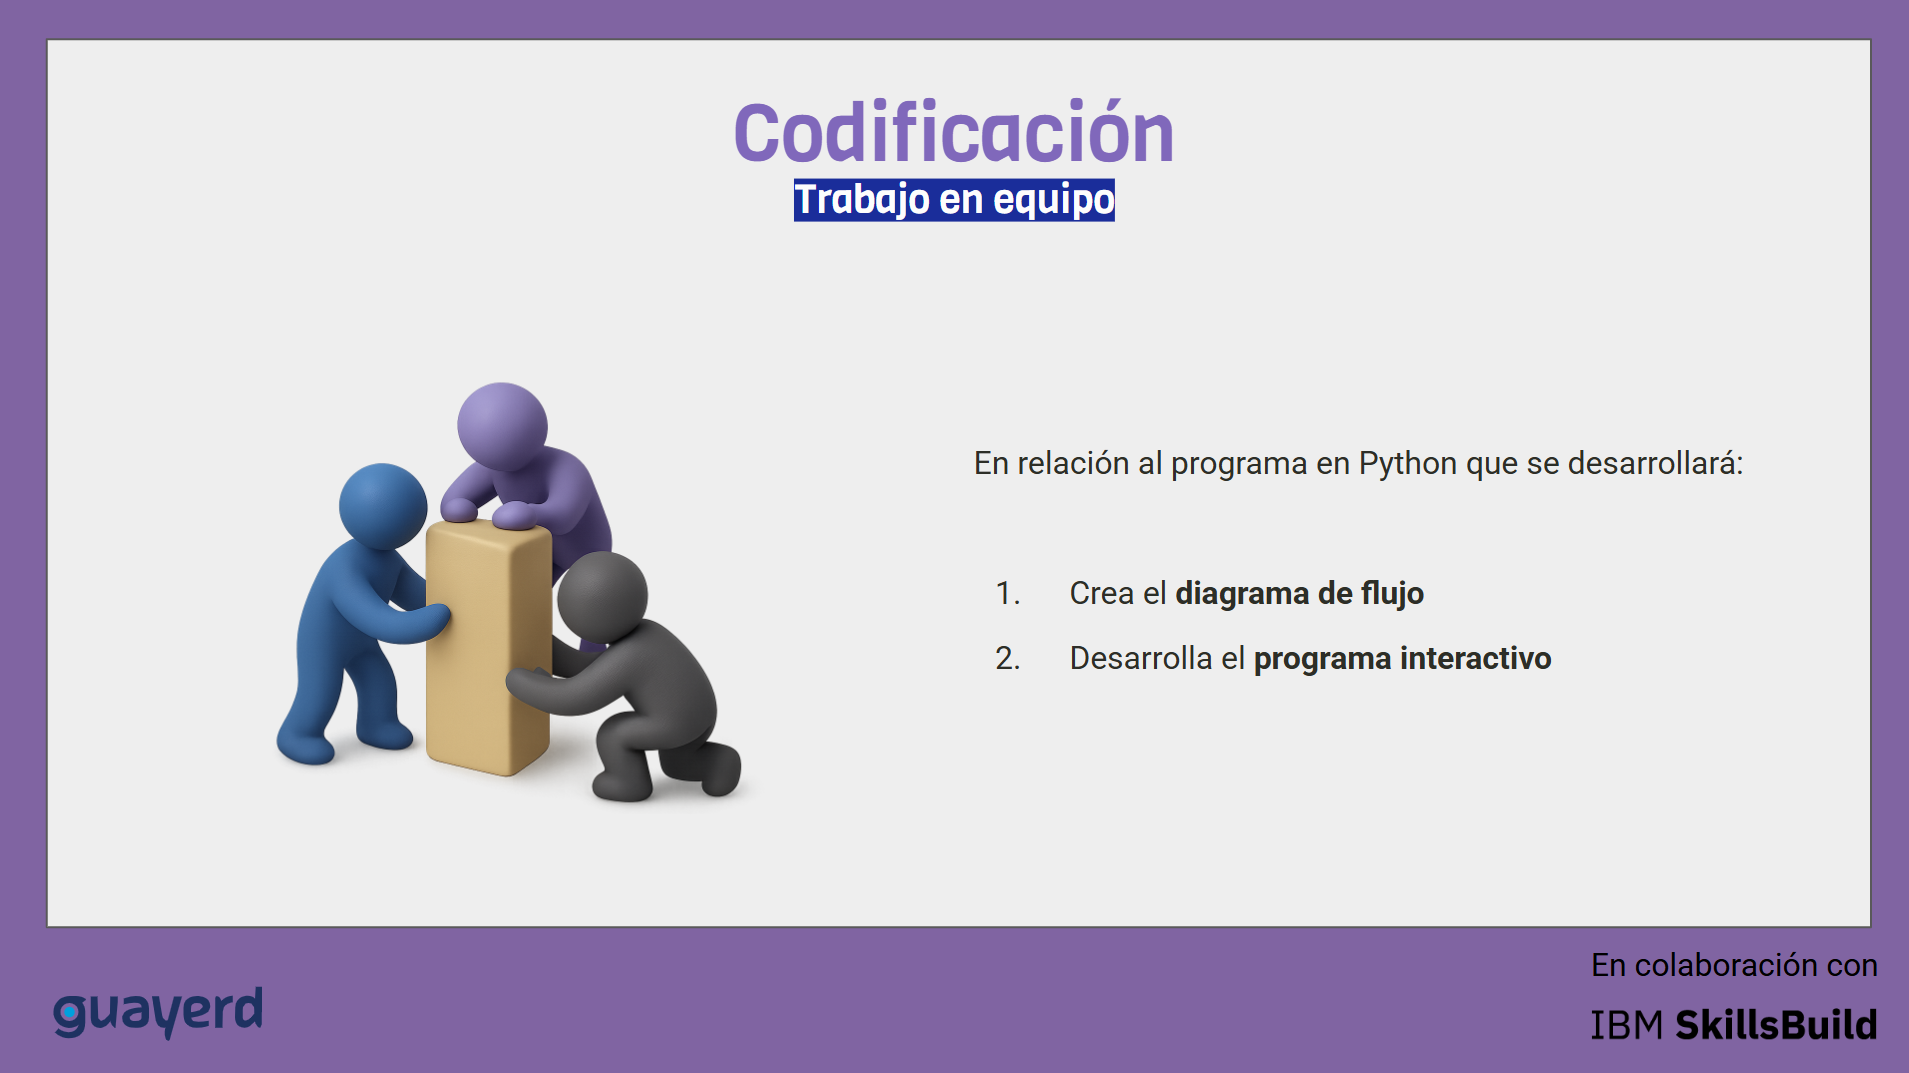 Codificación
Trabajo en equipo
En relación al programa en Python que se desarrollará:
1. Crea el diagrama de flujo
2. Desarrolla el programa interactivo
guayerd
En colaboración con
IBM SkillsBuild